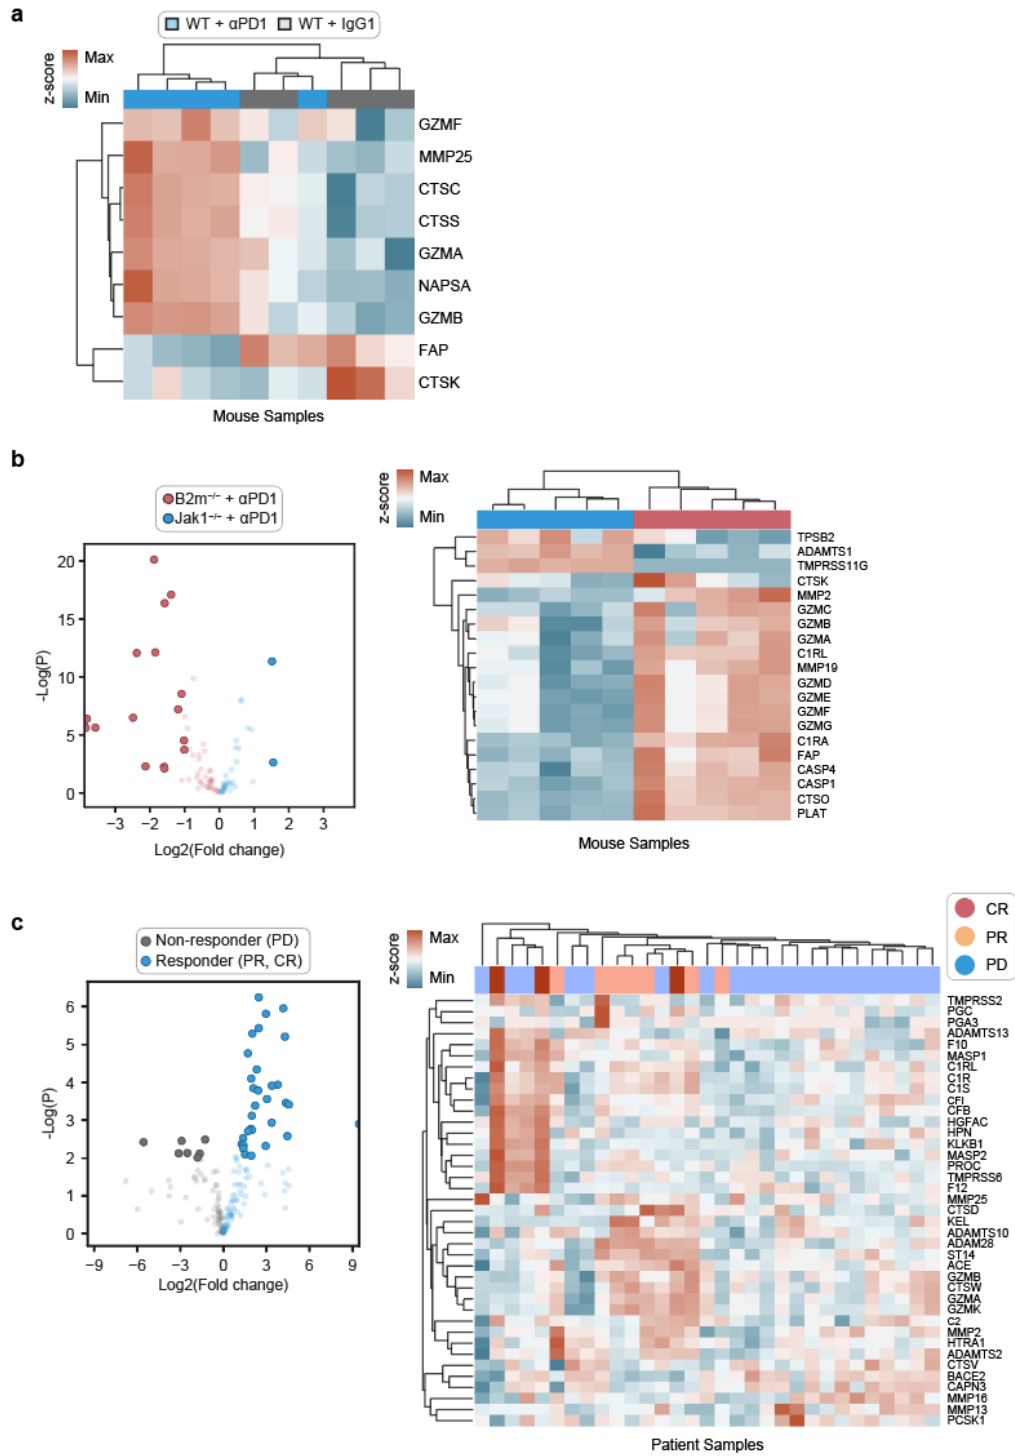 a
WT + αPD1 WT + IgG1
z-score
Max
Min
GZMF
MMP25
CTSC
CTSS
GZMA
NAPSA
GZMB
FAP
CTSK
Mouse Samples
b
B2m⁻/⁻ + αPD1
Jak1⁻/⁻ + αPD1
20
15
10
5
0
-Log(P)
−3 −2 −1 0 1 2 3
Log2(Fold change)
z-score
Max
Min
TPSB2
ADAMTS1
TMPRSS11G
CTSK
MMP2
GZMC
GZMB
GZMA
C1RL
MMP19
GZMD
GZME
GZMF
GZMG
C1RA
FAP
CASP4
CASP1
CTSO
PLAT
Mouse Samples
c
Non-responder (PD)
Responder (PR, CR)
6
5
4
3
2
1
0
-Log(P)
−9 −6 −3 0 3 6 9
Log2(Fold change)
z-score
Max
Min
CR
PR
PD
TMPRSS2
PGC
PGA3
ADAMTS13
F10
MASP1
C1RL
C1R
C1S
CFI
CFB
HGFAC
HPN
KLKB1
MASP2
PROC
TMPRSS6
F12
MMP25
CTSD
KEL
ADAMTS10
ADAM28
ST14
ACE
GZMB
CTSW
GZMA
GZMK
C2
MMP2
HTRA1
ADAMTS2
CTSV
BACE2
CAPN3
MMP16
MMP13
PCSK1
Patient Samples